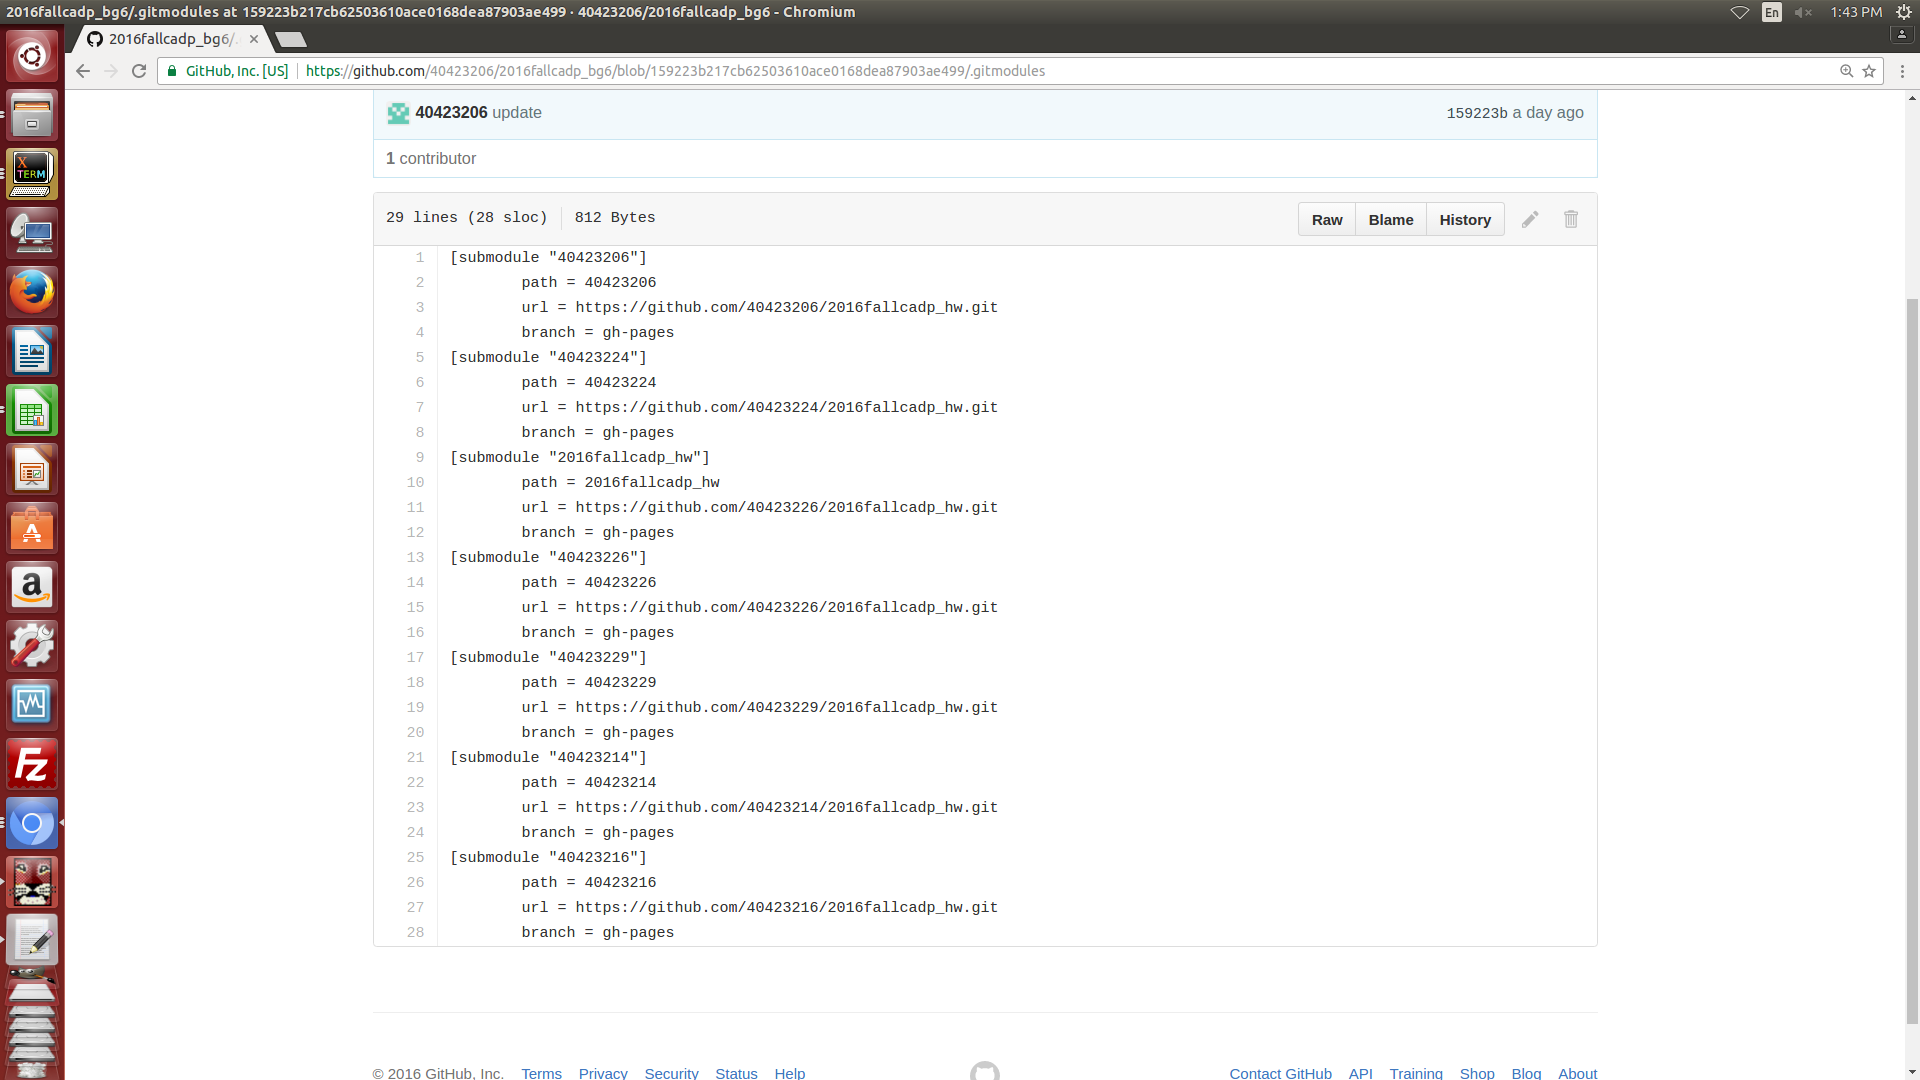 2016fallcadp_bg6/.gitmodules at 159223b217cb62503610ace0168dea87903ae499 · 40423206/2016fallcadp_bg6 - Chromium
En
1:43 PM
2016fallcadp_bg6/.
GitHub, Inc. [US]
https://github.com/40423206/2016fallcadp_bg6/blob/159223b217cb62503610ace0168dea87903ae499/.gitmodules
40423206 update
159223b a day ago
1 contributor
29 lines (28 sloc) 812 Bytes
Raw Blame History
1 [submodule "40423206"]
2 path = 40423206
3 url = https://github.com/40423206/2016fallcadp_hw.git
4 branch = gh-pages
5 [submodule "40423224"]
6 path = 40423224
7 url = https://github.com/40423224/2016fallcadp_hw.git
8 branch = gh-pages
9 [submodule "2016fallcadp_hw"]
10 path = 2016fallcadp_hw
11 url = https://github.com/40423226/2016fallcadp_hw.git
12 branch = gh-pages
13 [submodule "40423226"]
14 path = 40423226
15 url = https://github.com/40423226/2016fallcadp_hw.git
16 branch = gh-pages
17 [submodule "40423229"]
18 path = 40423229
19 url = https://github.com/40423229/2016fallcadp_hw.git
20 branch = gh-pages
21 [submodule "40423214"]
22 path = 40423214
23 url = https://github.com/40423214/2016fallcadp_hw.git
24 branch = gh-pages
25 [submodule "40423216"]
26 path = 40423216
27 url = https://github.com/40423216/2016fallcadp_hw.git
28 branch = gh-pages
© 2016 GitHub, Inc. Terms Privacy Security Status Help
Contact GitHub API Training Shop Blog About
X
TERM
A
a
Fz